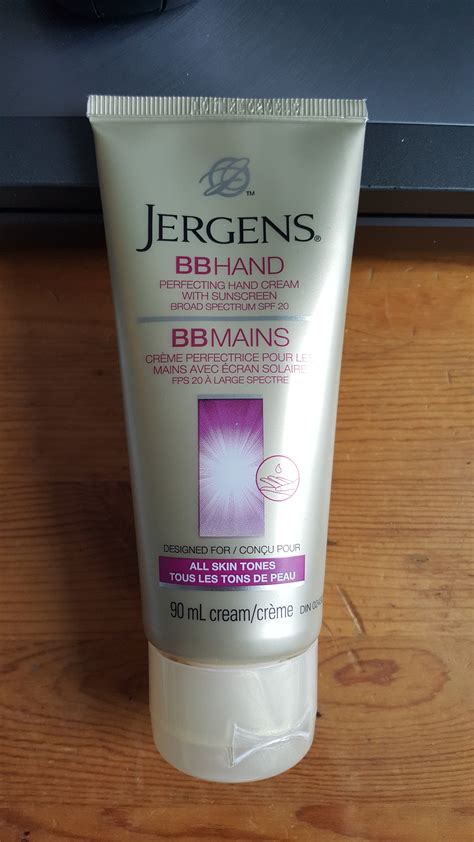 JERGENS®
BBHAND
PERFECTING HAND CREAM
WITH SUNSCREEN
BROAD SPECTRUM SPF 20
BBMAINS
CRÈME PERFECTRICE POUR LE
MAINS AVEC ÉCRAN SOLAIRE
FPS 20 À LARGE SPECTRE
DESIGNED FOR / CONÇU POUR
ALL SKIN TONES
TOUS LES TONS DE PEAU
90 mL cream/crème
DIN